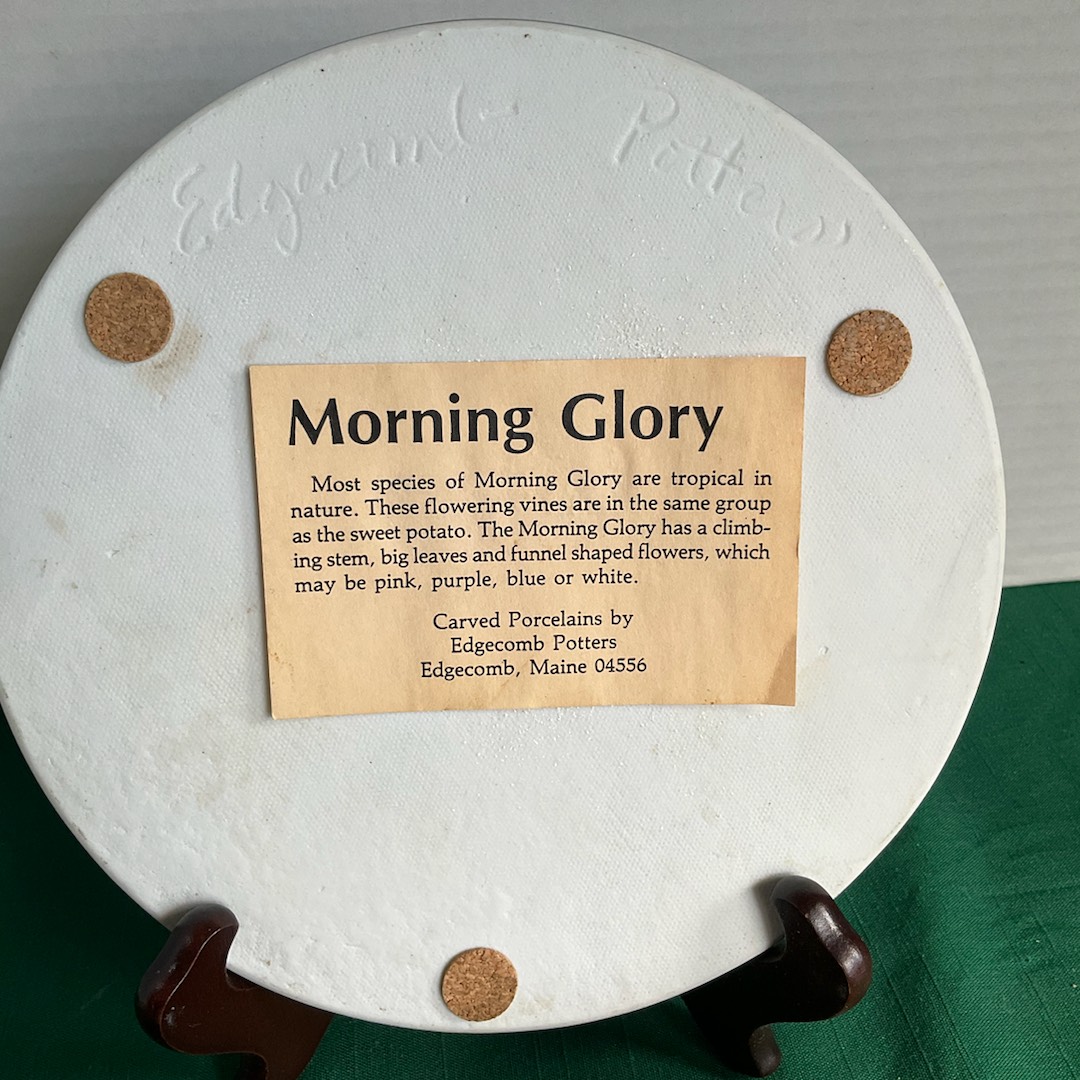 Edgecomb Potters
Morning Glory
Most species of Morning Glory are tropical in
nature. These flowering vines are in the same group
as the sweet potato. The Morning Glory has a climb-
ing stem, big leaves and funnel shaped flowers, which
may be pink, purple, blue or white.
Carved Porcelains by
Edgecomb Potters
Edgecomb, Maine 04556